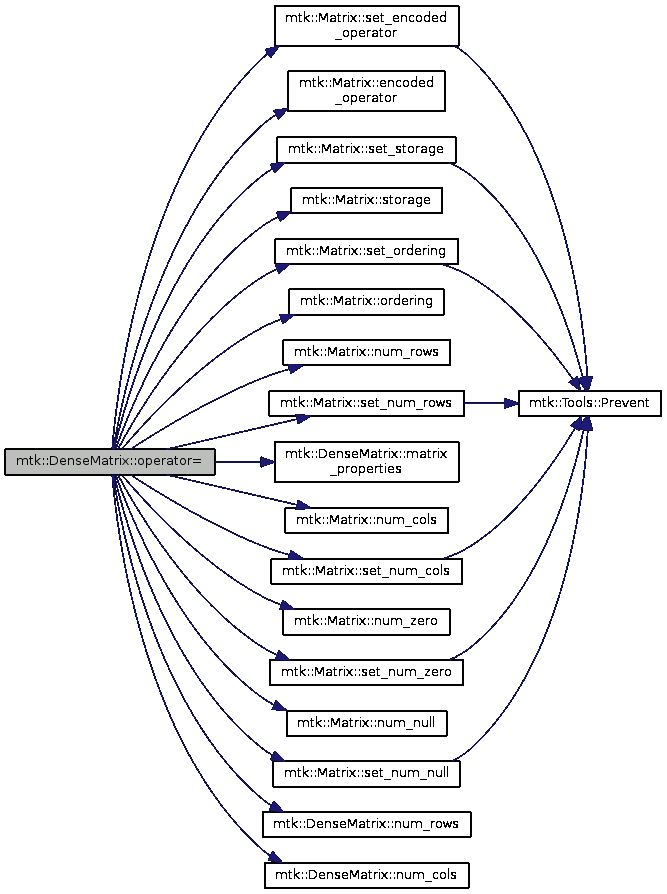 mtk::Matrix::set_encoded
_operator
mtk::Matrix::encoded
_operator
mtk::Matrix::set_storage
mtk::Matrix::storage
mtk::Matrix::set_ordering
mtk::Matrix::ordering
mtk::Matrix::num_rows
mtk::Matrix::set_num_rows
mtk::Tools::Prevent
mtk::DenseMatrix::operator=
mtk::DenseMatrix::matrix
_properties
mtk::Matrix::num_cols
mtk::Matrix::set_num_cols
mtk::Matrix::num_zero
mtk::Matrix::set_num_zero
mtk::Matrix::num_null
mtk::Matrix::set_num_null
mtk::DenseMatrix::num_rows
mtk::DenseMatrix::num_cols